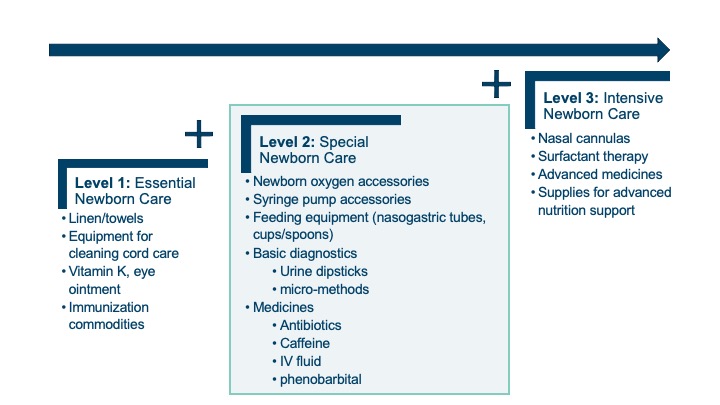 Level 1: Essential
Newborn Care
• Linen/towels
• Equipment for
cleaning cord care
• Vitamin K, eye
ointment
• Immunization
commodities
+
Level 2: Special
Newborn Care
• Newborn oxygen accessories
• Syringe pump accessories
• Feeding equipment (nasogastric tubes,
cups/spoons)
• Basic diagnostics
• Urine dipsticks
• micro-methods
• Medicines
• Antibiotics
• Caffeine
• IV fluid
• phenobarbital
+
Level 3: Intensive
Newborn Care
• Nasal cannulas
• Surfactant therapy
• Advanced medicines
• Supplies for advanced
nutrition support